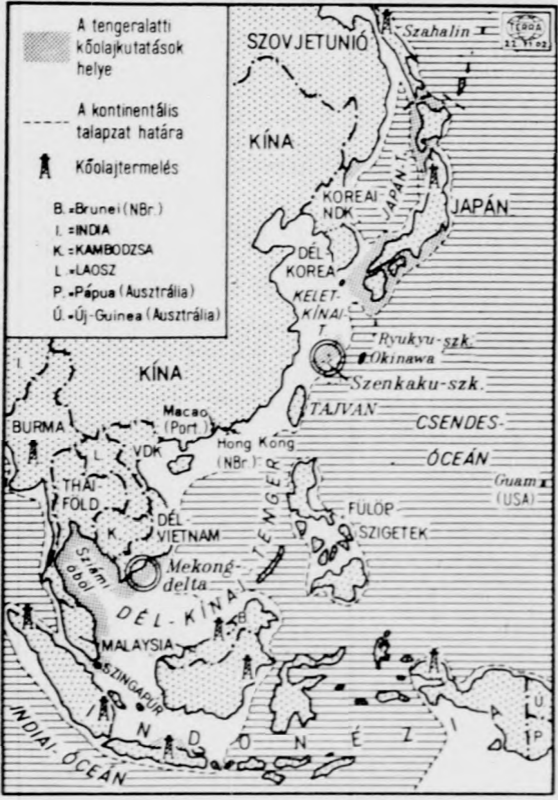 A tengeralatti
kőolajkutatások
helye
A kontinentális
talapzat határa
Kőolajtermelés
B.=Brunei (NBr.)
I.=INDIA
K.=KAMBODZSA
L.=LAOSZ
P.=Pápua (Ausztrália)
Ú.=Új-Guinea (Ausztrália)
TERRA
SZOVJETUNIÓ
Szahalin
KÍNA
KOREAI
NDK
JAPÁN T.
JAPÁN
DÉL-
KOREA
KELET-
KÍNAI-
T.
Ryukyu-szk.
Okinawa
Szenkaku-szk.
KÍNA
TAJVAN
I.
BURMA
Macao
(Port.)
Hong Kong
(NBr.)
L.
VDK
CSENDES-
ÓCEÁN
Guam
(USA)
THAI
FÖLD
K.
DÉL
VIETNAM
FÜLÖP
SZIGETEK
Sziámi
öböl
Mekong-
delta
DÉL-KÍNAI TENGER
B
MALAYSIA
SZINGAPÚR
INDONÉZIA
Ú
P
INDIAI-ÓCEÁN